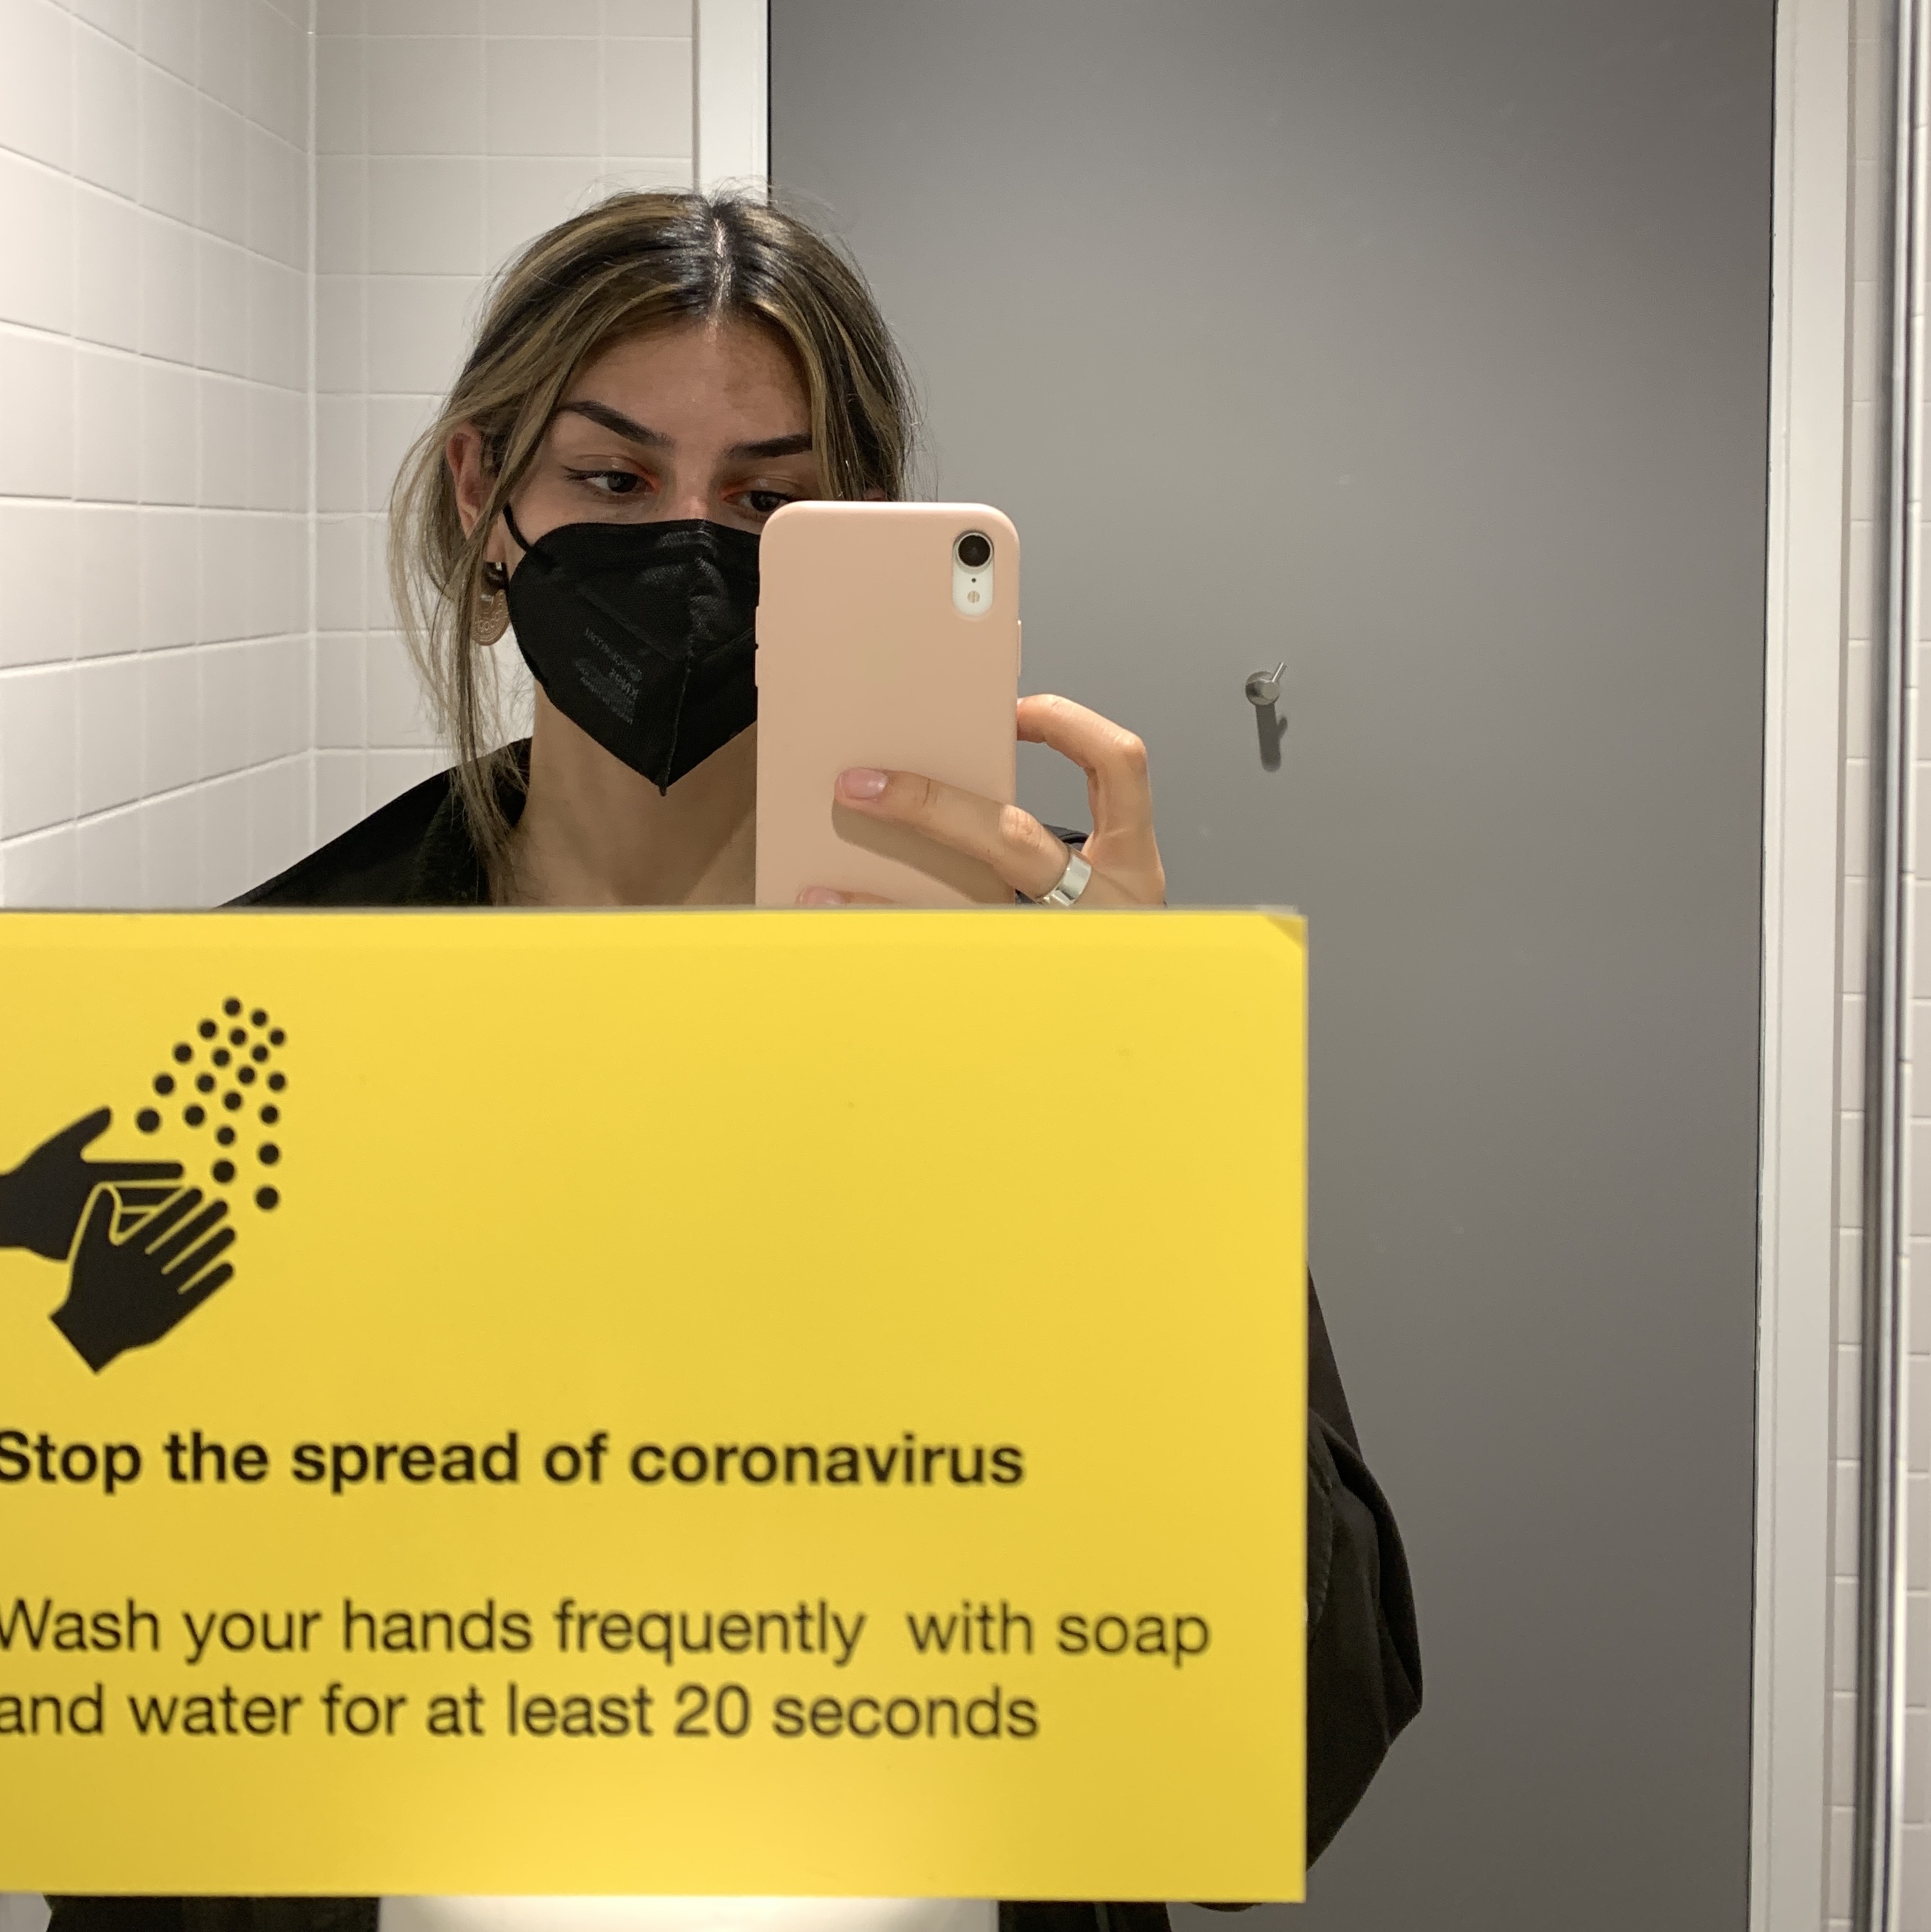 Stop the spread of coronavirus
Wash your hands frequently with soap
and water for at least 20 seconds